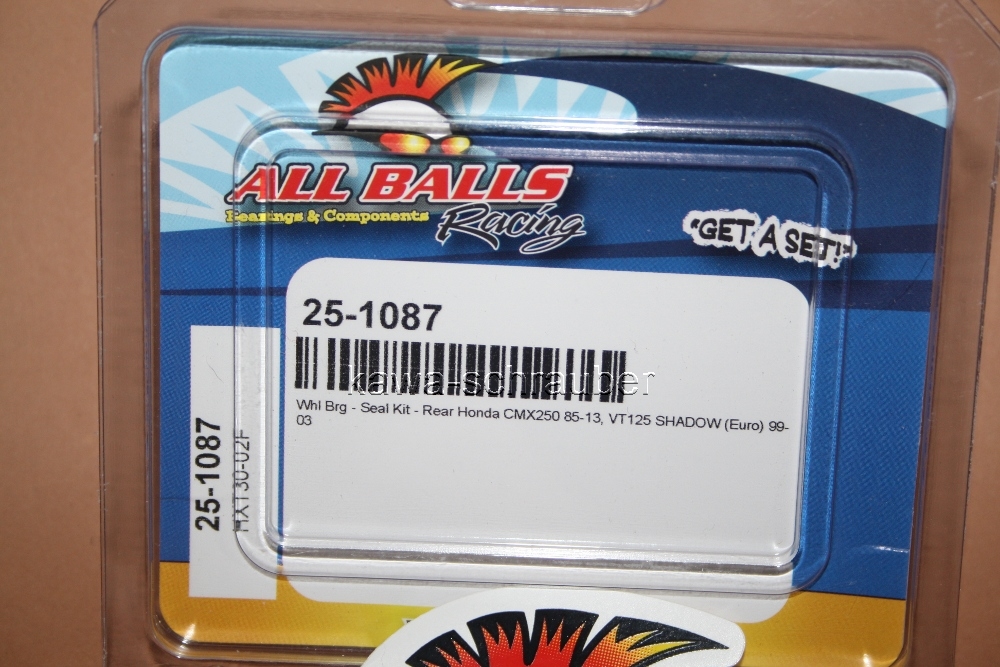 ALL BALLS
Bearings & Components
Racing
"GET A SET!"
25-1087
kawa-schrauber
Whl Brg - Seal Kit - Rear Honda CMX250 85-13, VT125 SHADOW (Euro) 99-
03
25-1087